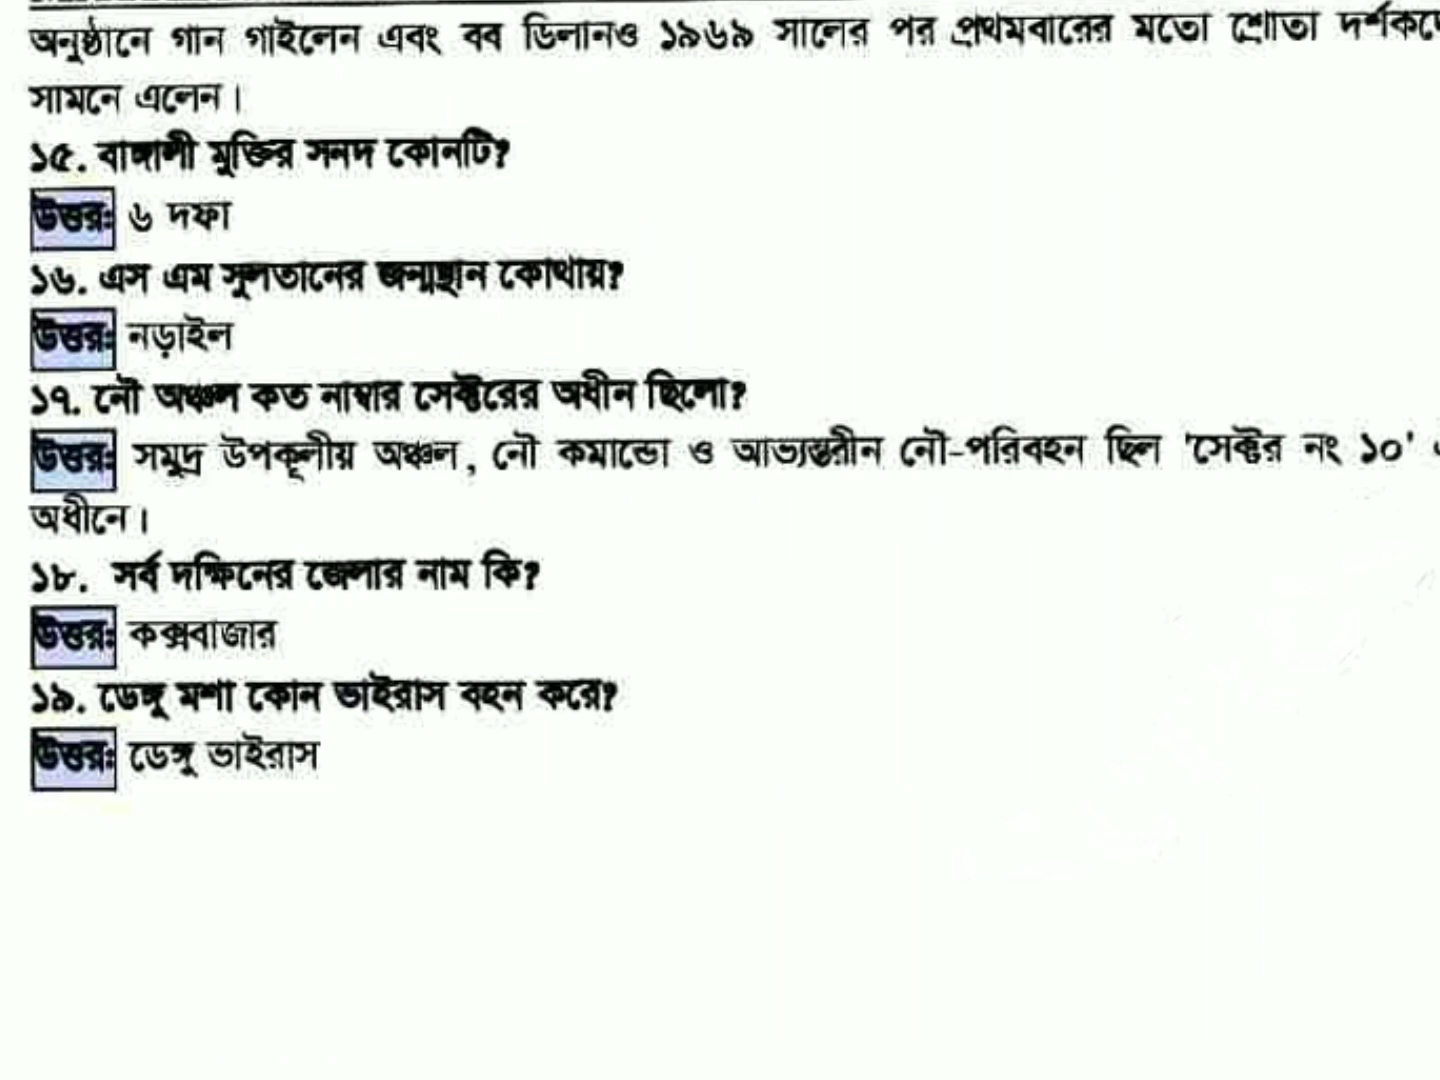 অনুষ্ঠানে গান গাইলেন এবং বব ডিলানও ১৯৬৯ সালের পর প্রথমবারের মতো শ্রোতা
সামনে এলেন।
১৫. বাঙ্গালী মুক্তির সনদ কোনটি?
উত্তর: ৬ দফা
১৬. এস এম সুলতানের জন্মস্থান কোথায়?
উত্তর: নড়াইল
১৭. নৌ অঞ্চল কত নাম্বার সেক্টরের অধীন ছিলো?
উত্তর: সমুদ্র উপকূলীয় অঞ্চল, নৌ কমান্ডো ও আভ্যন্তরীন নৌ-পরিবহন ছিল 'সেক্টর নং ১০'
অধীনে।
১৮. সর্ব দক্ষিনের জেলার নাম কি?
উত্তর: কক্সবাজার
১৯. ডেঙ্গু মশা কোন ভাইরাস বহন করে?
উত্তর: ডেঙ্গু ভাইরাস